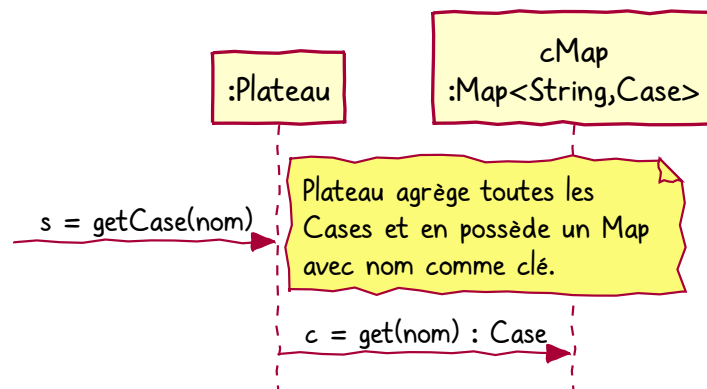 :Plateau
cMap
:Map<String,Case>
s = getCase(nom)
Plateau agrège toutes les
Cases et en possède un Map
avec nom comme clé.
c = get(nom) : Case